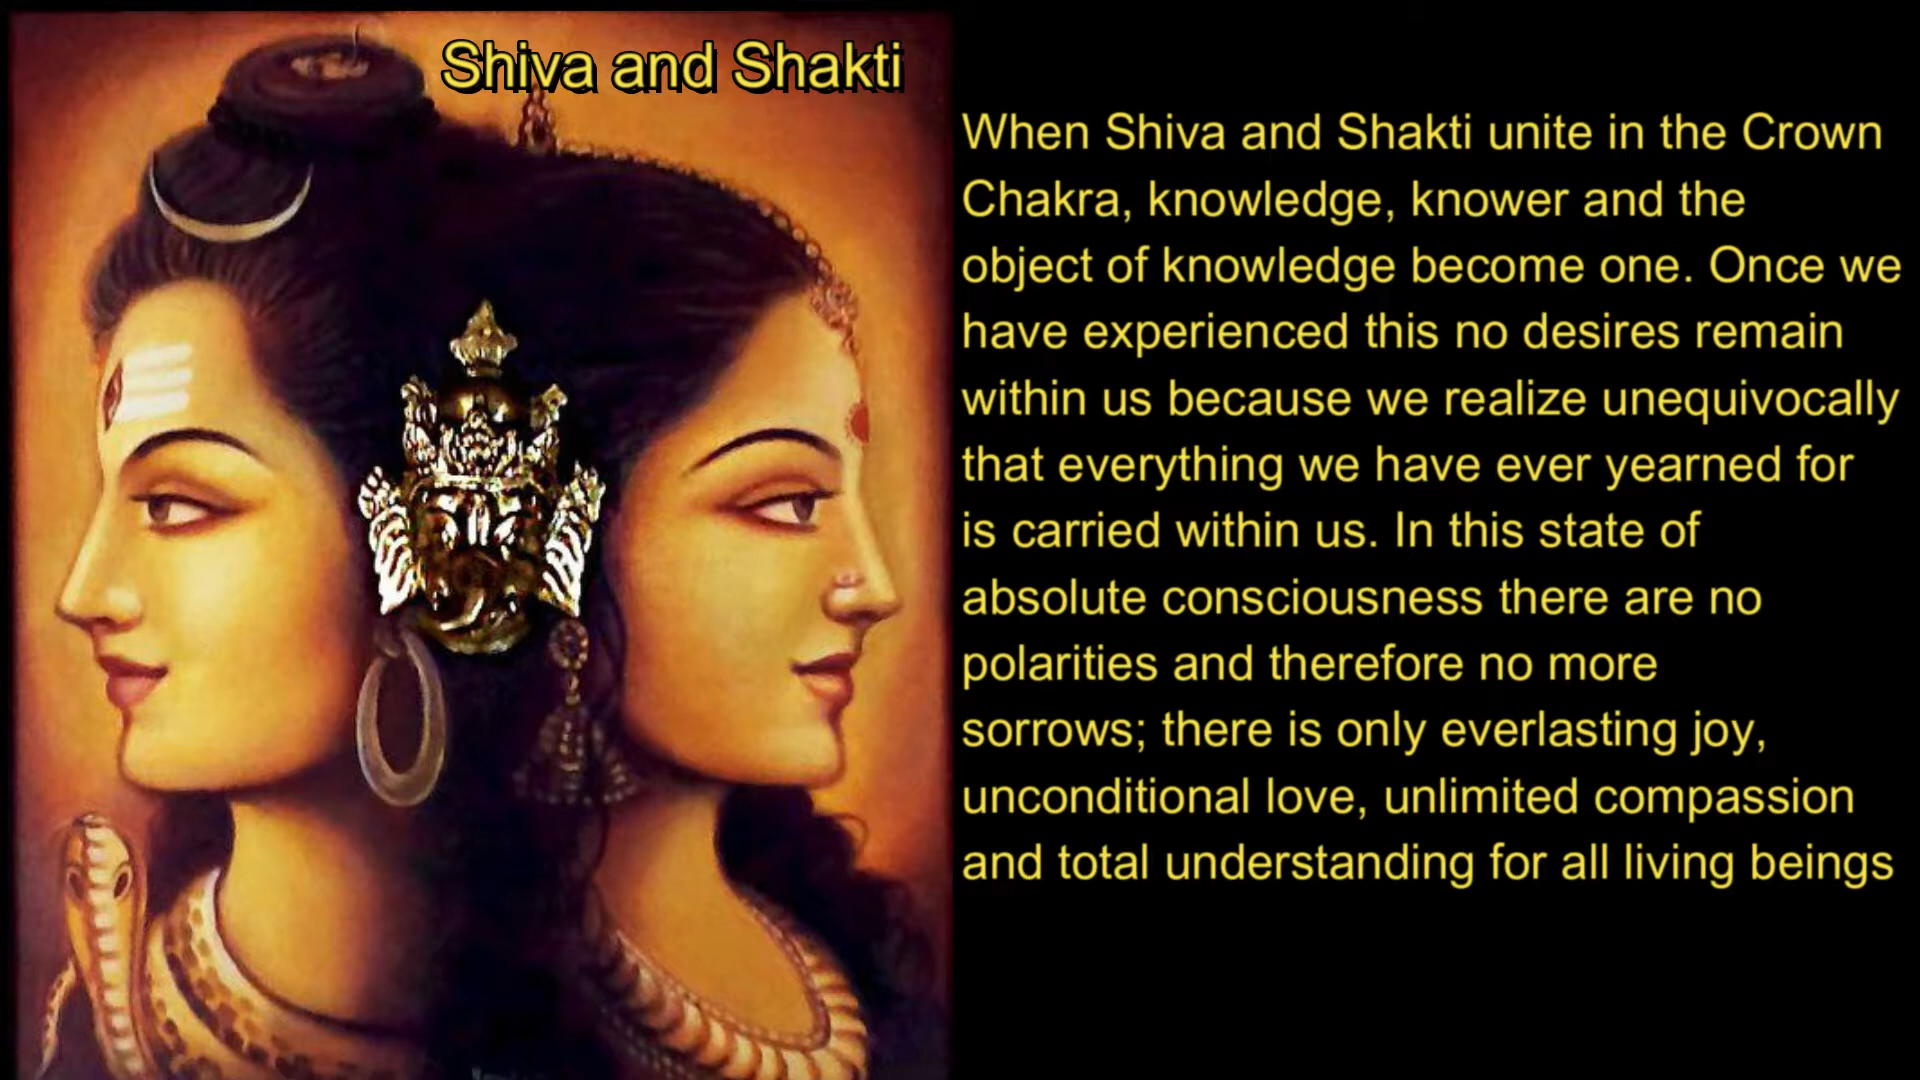 Shiva and Shakti
When Shiva and Shakti unite in the Crown
Chakra, knowledge, knower and the
object of knowledge become one. Once we
have experienced this no desires remain
within us because we realize unequivocally
that everything we have ever yearned for
is carried within us. In this state of
absolute consciousness there are no
polarities and therefore no more
sorrows; there is only everlasting joy,
unconditional love, unlimited compassion
and total understanding for all living beings